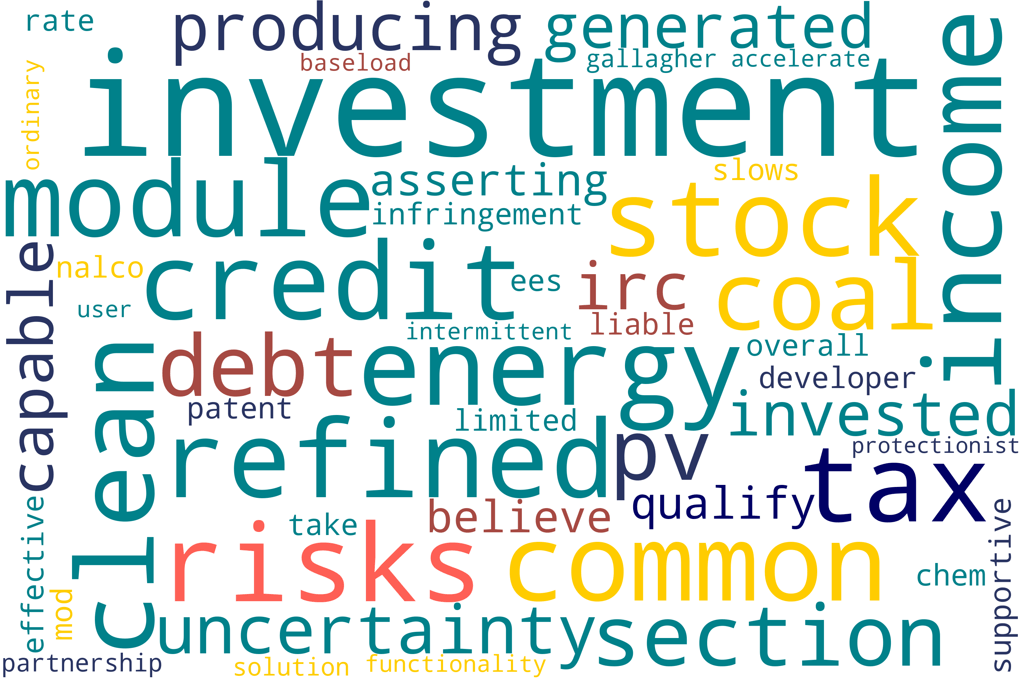 rate
producing
generated
baseload
gallagher
accelerate
ordinary
investment
income
module
asserting
slows
infringement
stock
capable
nalco
credit
ees
irc
coal
user
liable
intermittent
clean
debt
energy
overall
developer
patent
limited
invested
refined
pv
protectionist
tax
qualify
effective
take
believe
supportive
risks
common
chem
mod
uncertainty
section
partnership
solution
functionality